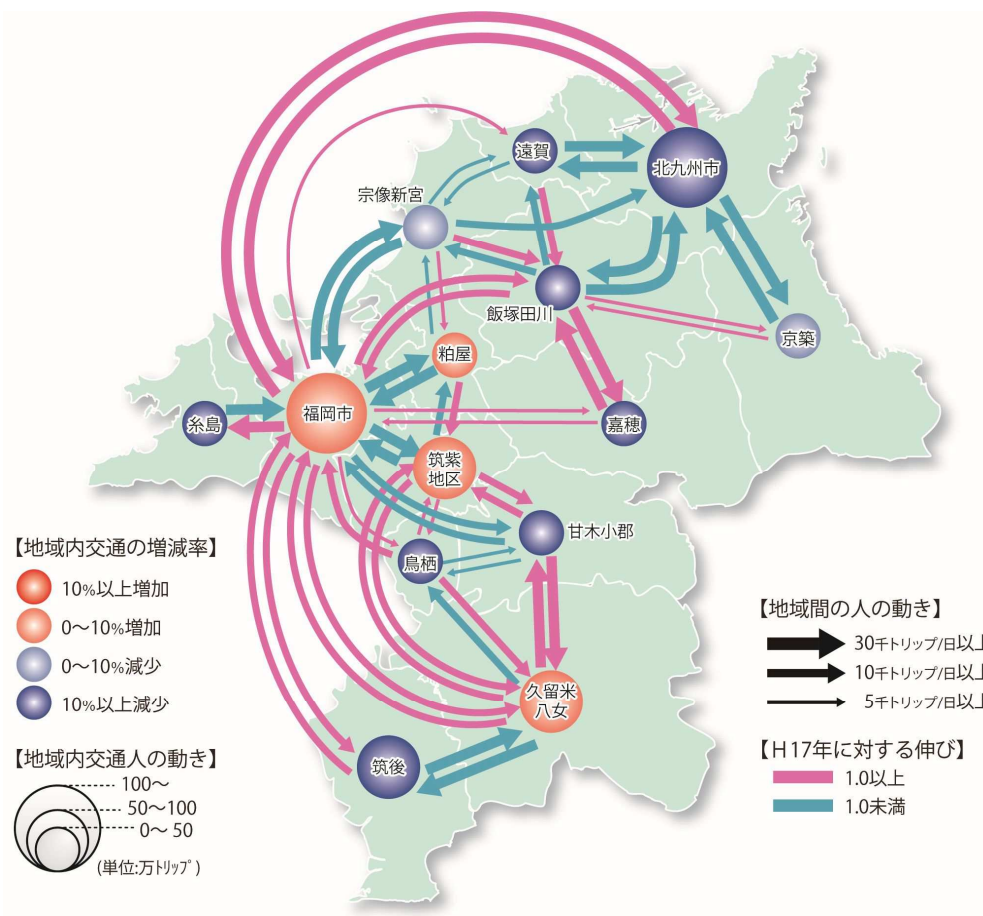 遠賀
北九州市
宗像新宮
飯塚田川
京築
粕屋
福岡市
糸島
嘉穂
筑紫
地区
甘木小郡
鳥栖
久留米
八女
筑後
【地域内交通の増減率】
10%以上増加
0〜10%増加
0〜10%減少
10%以上減少
【地域内交通人の動き】
100〜
50〜100
0〜50
(単位:万トリップ)
【地域間の人の動き】
30千トリップ/日以上
10千トリップ/日以上
5千トリップ/日以上
【H17年に対する伸び】
1.0以上
1.0未満